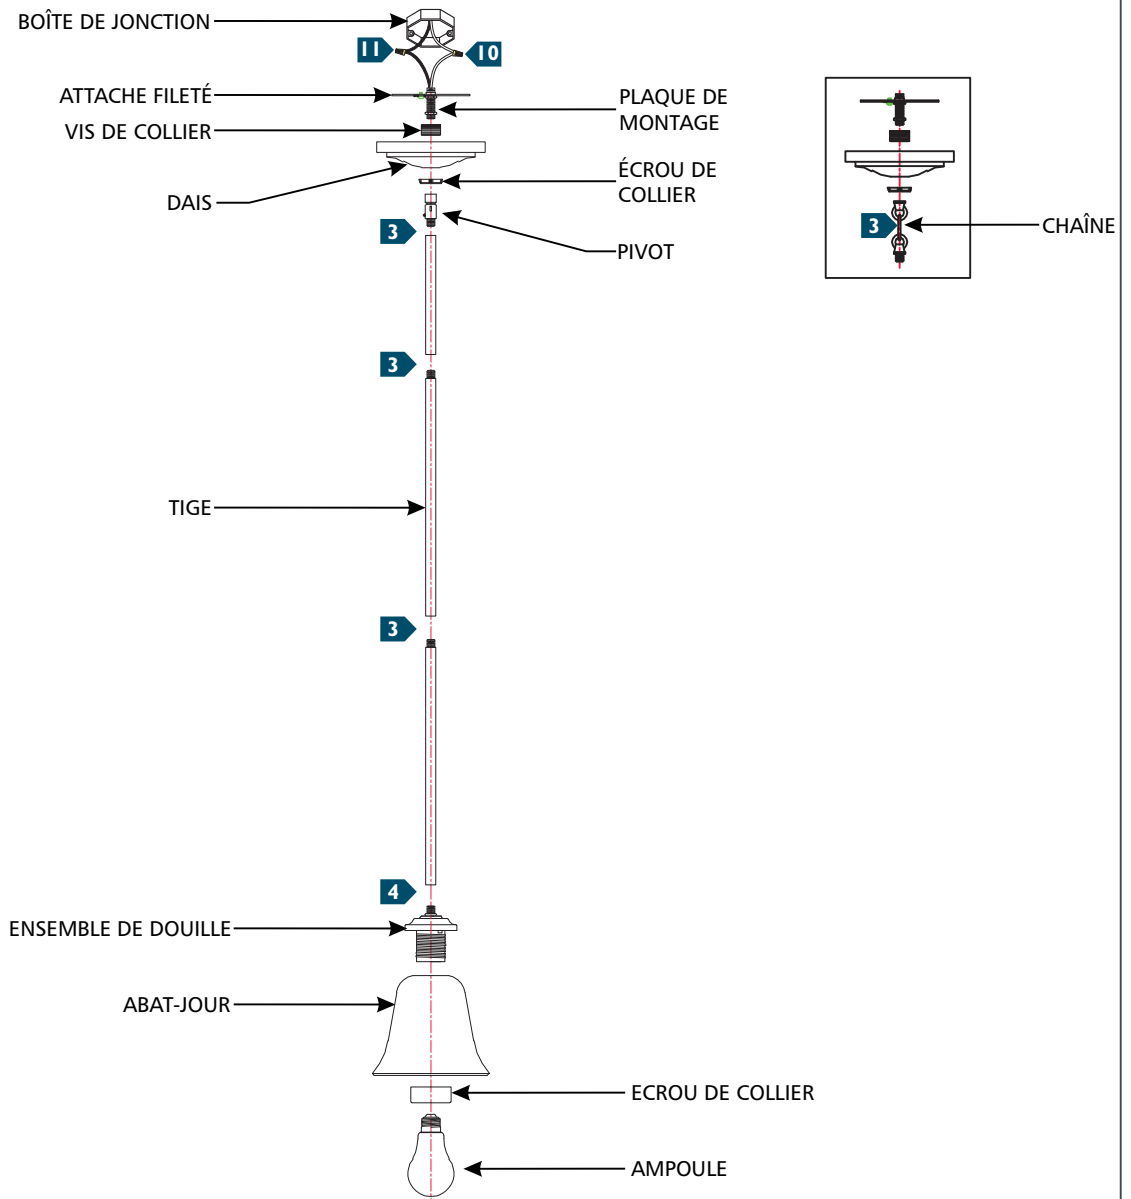 BOÎTE DE JONCTION
11
10
ATTACHE FILETÉ
PLAQUE DE
MONTAGE
VIS DE COLLIER
ÉCROU DE
COLLIER
DAIS
3
PIVOT
3
CHAÎNE
3
TIGE
3
4
ENSEMBLE DE DOUILLE
ABAT-JOUR
ECROU DE COLLIER
AMPOULE